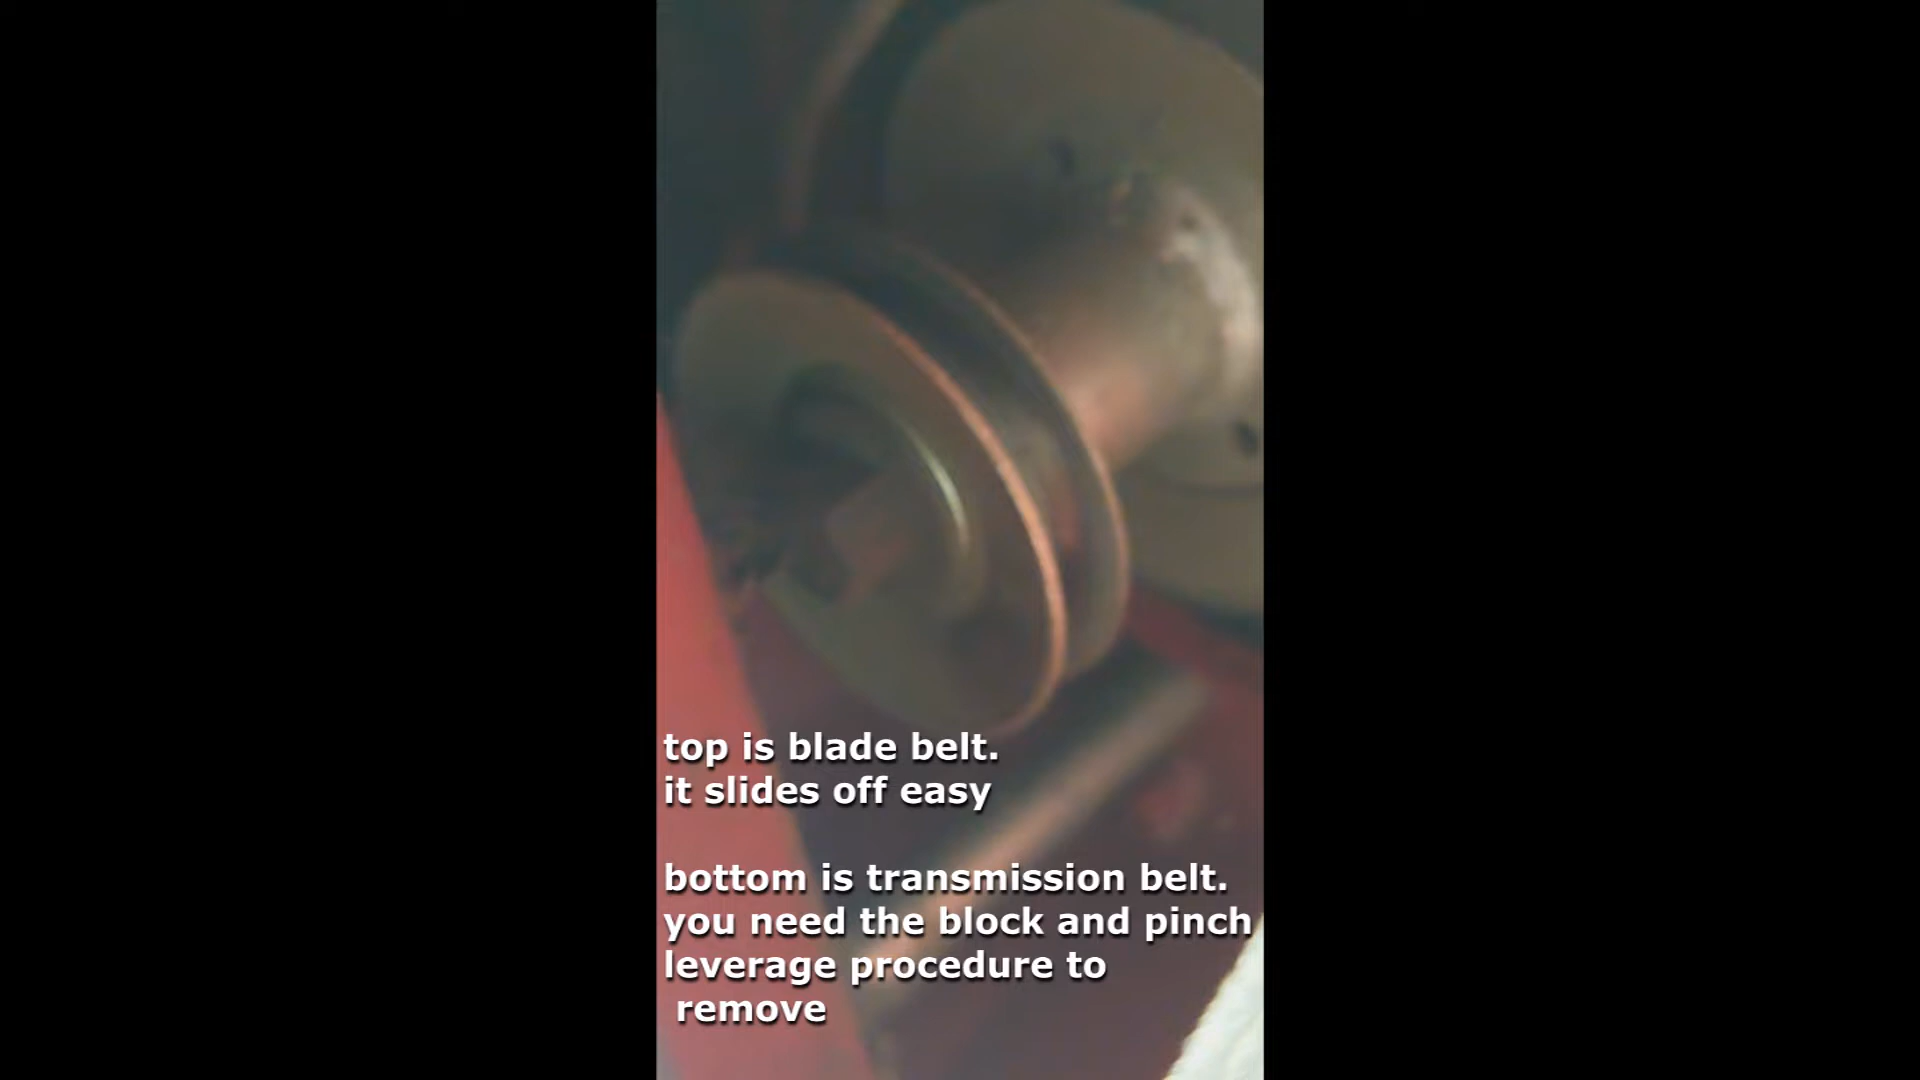 top is blade belt.
it slides off easy
bottom is transmission belt.
you need the block and pinch
leverage procedure to
remove